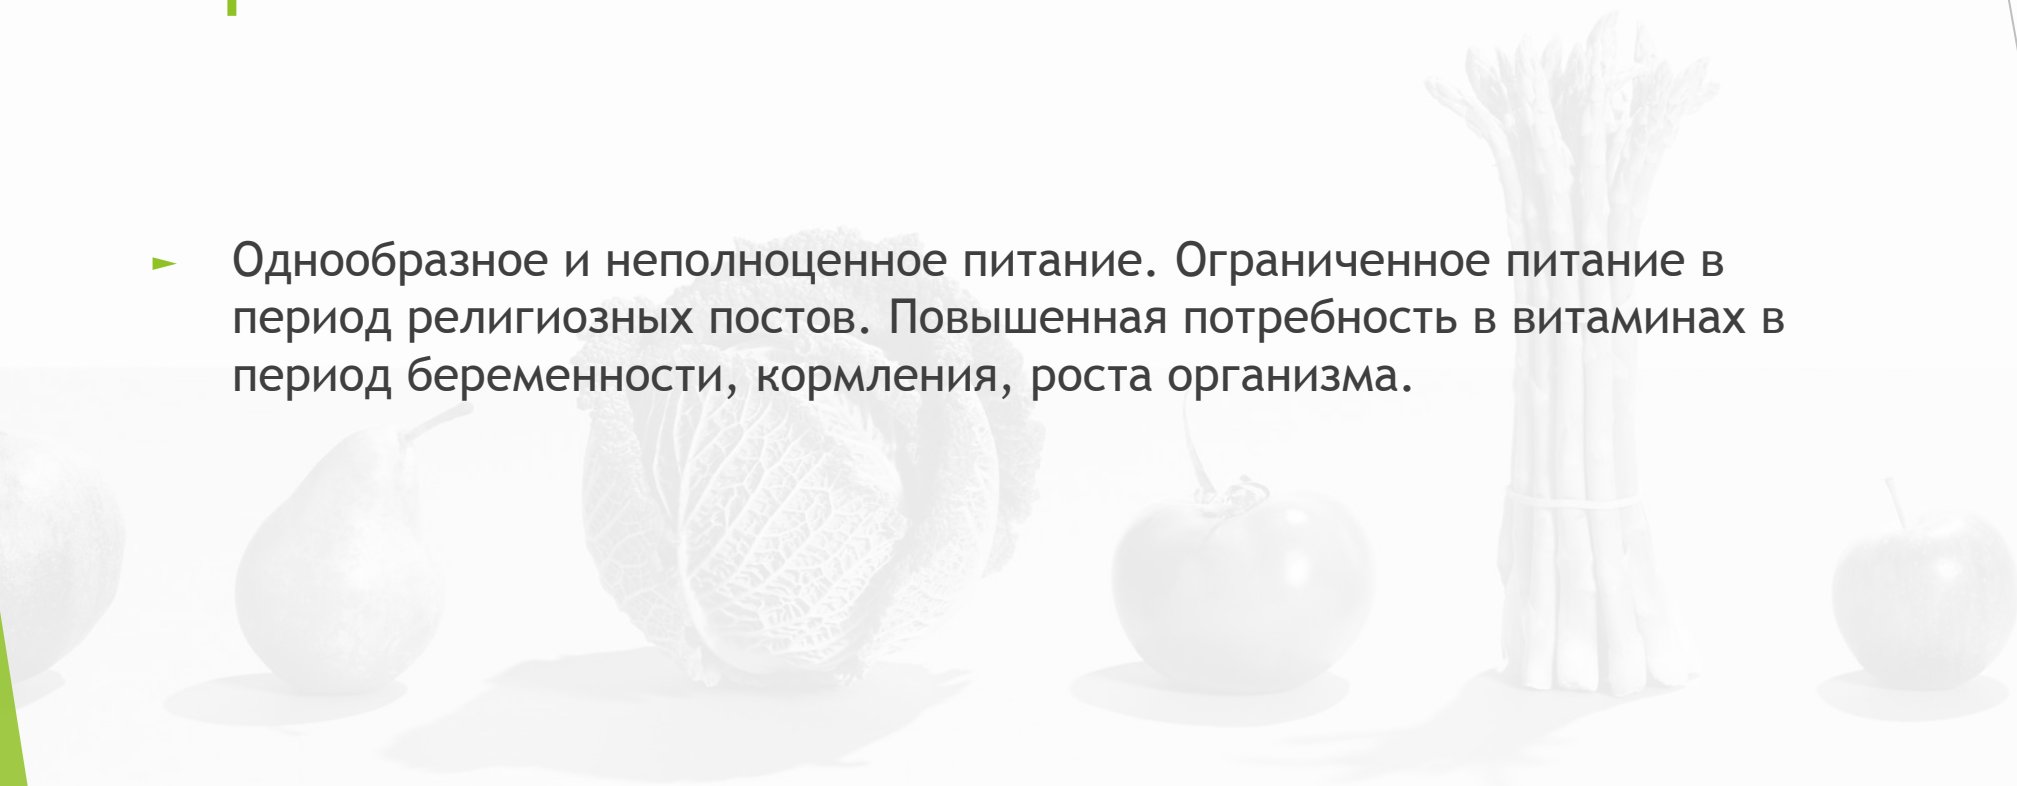 Однообразное и неполноценное питание. Ограниченное питание в
период религиозных постов. Повышенная потребность в витаминах в
период беременности, кормления, роста организма.